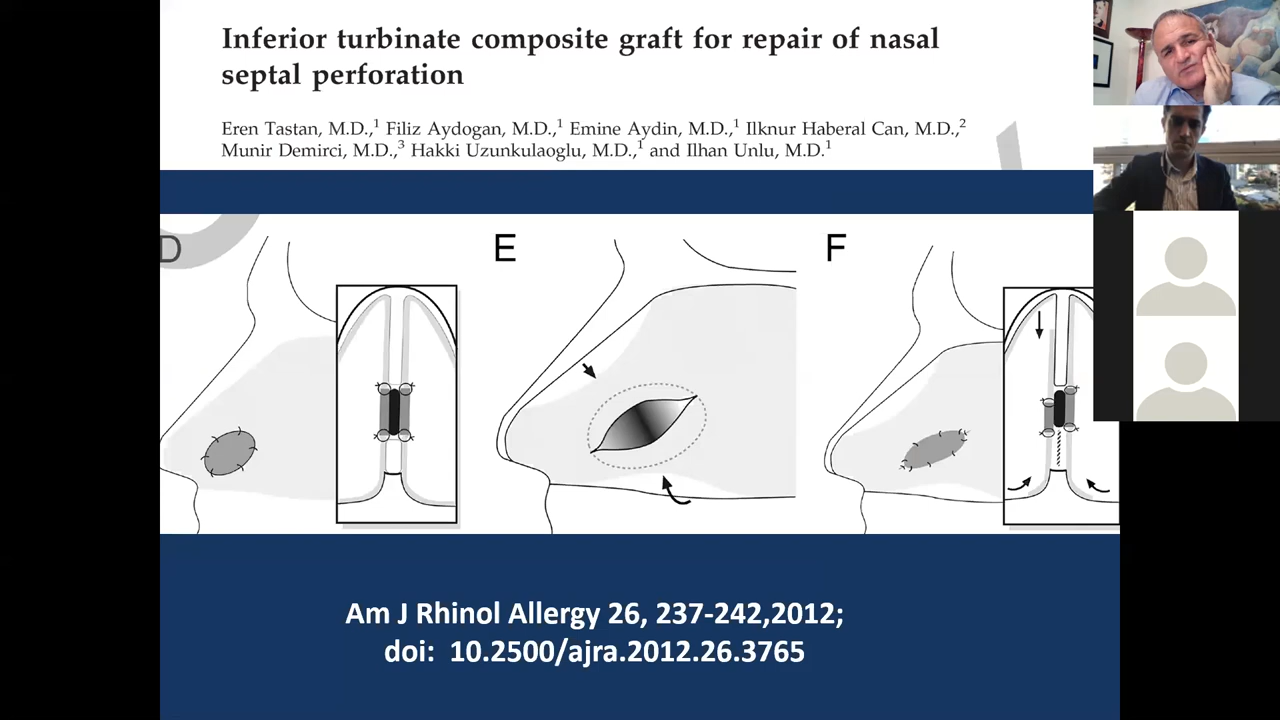 Inferior turbinate composite graft for repair of nasal
septal perforation
Eren Tastan, M.D.,1 Filiz Aydogan, M.D.,1 Emine Aydin, M.D.,1 Ilknur Haberal Can, M.D.,2
Munir Demirci, M.D.,3 Hakki Uzunkulaoglu, M.D.,1 and Ilhan Unlu, M.D.1
D
E
F
Am J Rhinol Allergy 26, 237-242,2012;
doi: 10.2500/ajra.2012.26.3765